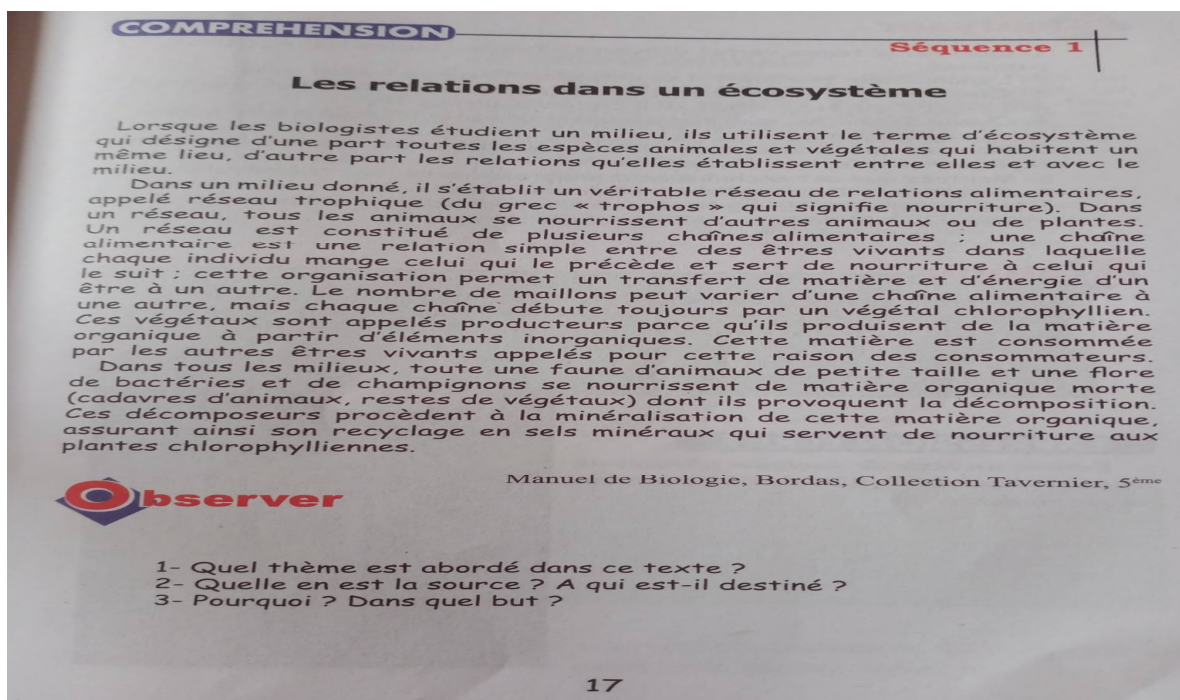 COMPREHENSION
Séquence 1
Les relations dans un écosystème
Lorsque les biologistes étudient un milieu, ils utilisent le terme d'écosystème
qui désigne d'une part toutes les espèces animales et végétales qui habitent un
même lieu, d'autre part les relations qu'elles établissent entre elles et avec le
milieu.
Dans un milieu donné, il s'établit un véritable réseau de relations alimentaires,
appelé réseau trophique (du grec « trophos » qui signifie nourriture). Dans
un réseau, tous les animaux se nourrissent d'autres animaux ou de plantes.
Un réseau est constitué de plusieurs chaînes alimentaires ; une chaîne
alimentaire est une relation simple entre des êtres vivants dans laquelle
chaque individu mange celui qui le précède et sert de nourriture à celui qui
le suit ; cette organisation permet un transfert de matière et d'énergie d'un
être à un autre. Le nombre de maillons peut varier d'une chaîne alimentaire à
une autre, mais chaque chaîne débute toujours par un végétal chlorophyllien.
Ces végétaux sont appelés producteurs parce qu'ils produisent de la matière
organique à partir d'éléments inorganiques. Cette matière est consommée
par les autres êtres vivants appelés pour cette raison des consommateurs.
Dans tous les milieux, toute une faune d'animaux de petite taille et une flore
de bactéries et de champignons se nourrissent de matière organique morte
(cadavres d'animaux, restes de végétaux) dont ils provoquent la décomposition.
Ces décomposeurs procèdent à la minéralisation de cette matière organique,
assurant ainsi son recyclage en sels minéraux qui servent de nourriture aux
plantes chlorophylliennes.
Manuel de Biologie, Bordas, Collection Tavernier, 5ème
Observer
1- Quel thème est abordé dans ce texte ?
2- Quelle en est la source ? A qui est-il destiné ?
3- Pourquoi ? Dans quel but ?
17